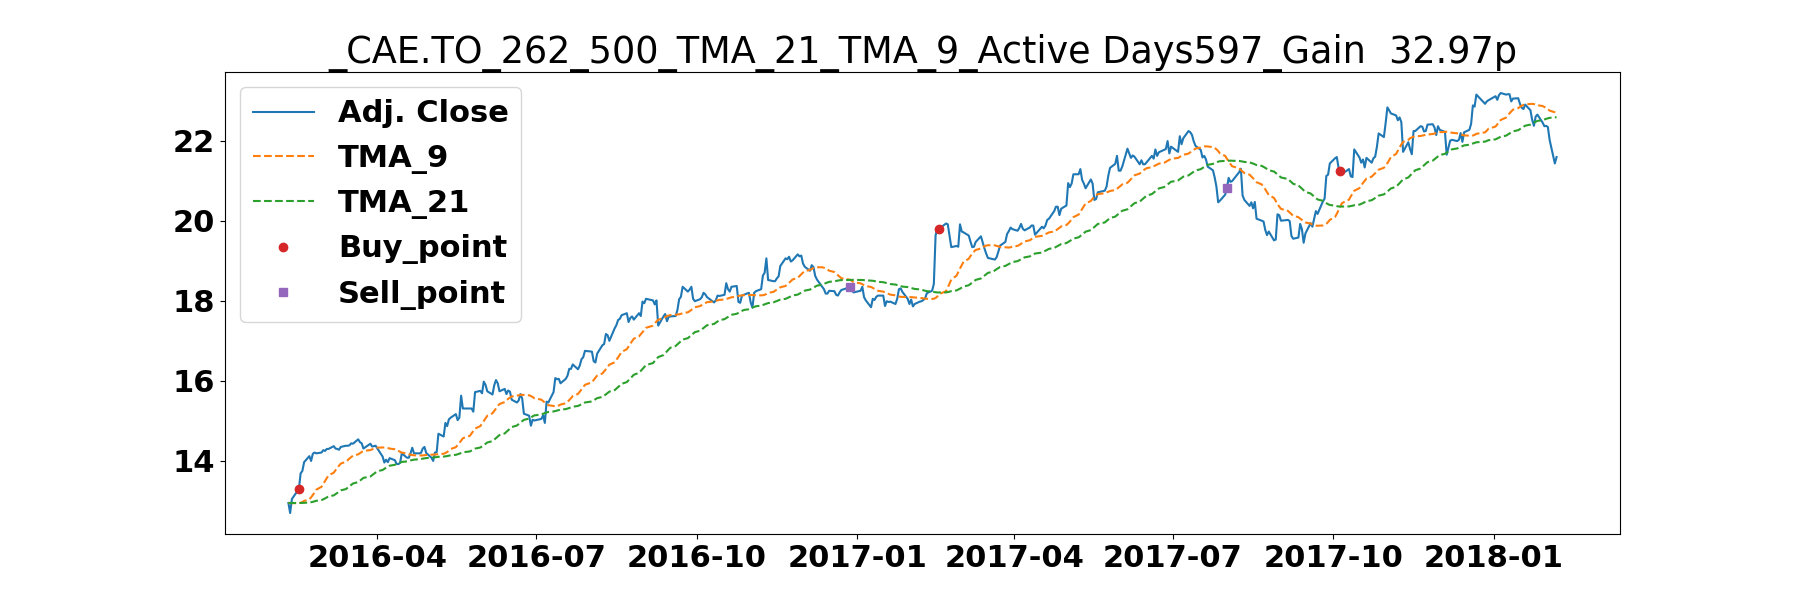 _CAE.TO_262_500_TMA_21_TMA_9_Active Days597_Gain  32.97p
Adj. Close
TMA_9
TMA_21
Buy_point
Sell_point
22
20
18
16
14
2016-04 2016-07 2016-10 2017-01 2017-04 2017-07 2017-10 2018-01